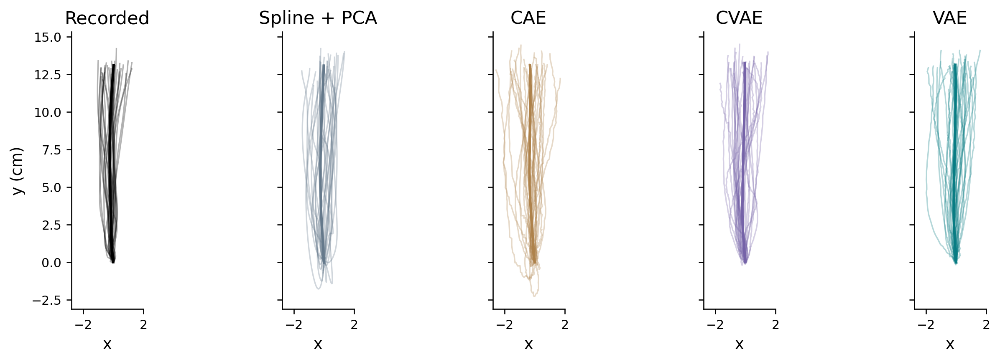 Recorded
Spline + PCA
CAE
CVAE
VAE
15.0
12.5
10.0
7.5
5.0
2.5
0.0
−2.5
y (cm)
−2 2
−2 2
−2 2
−2 2
−2 2
x
x
x
x
x